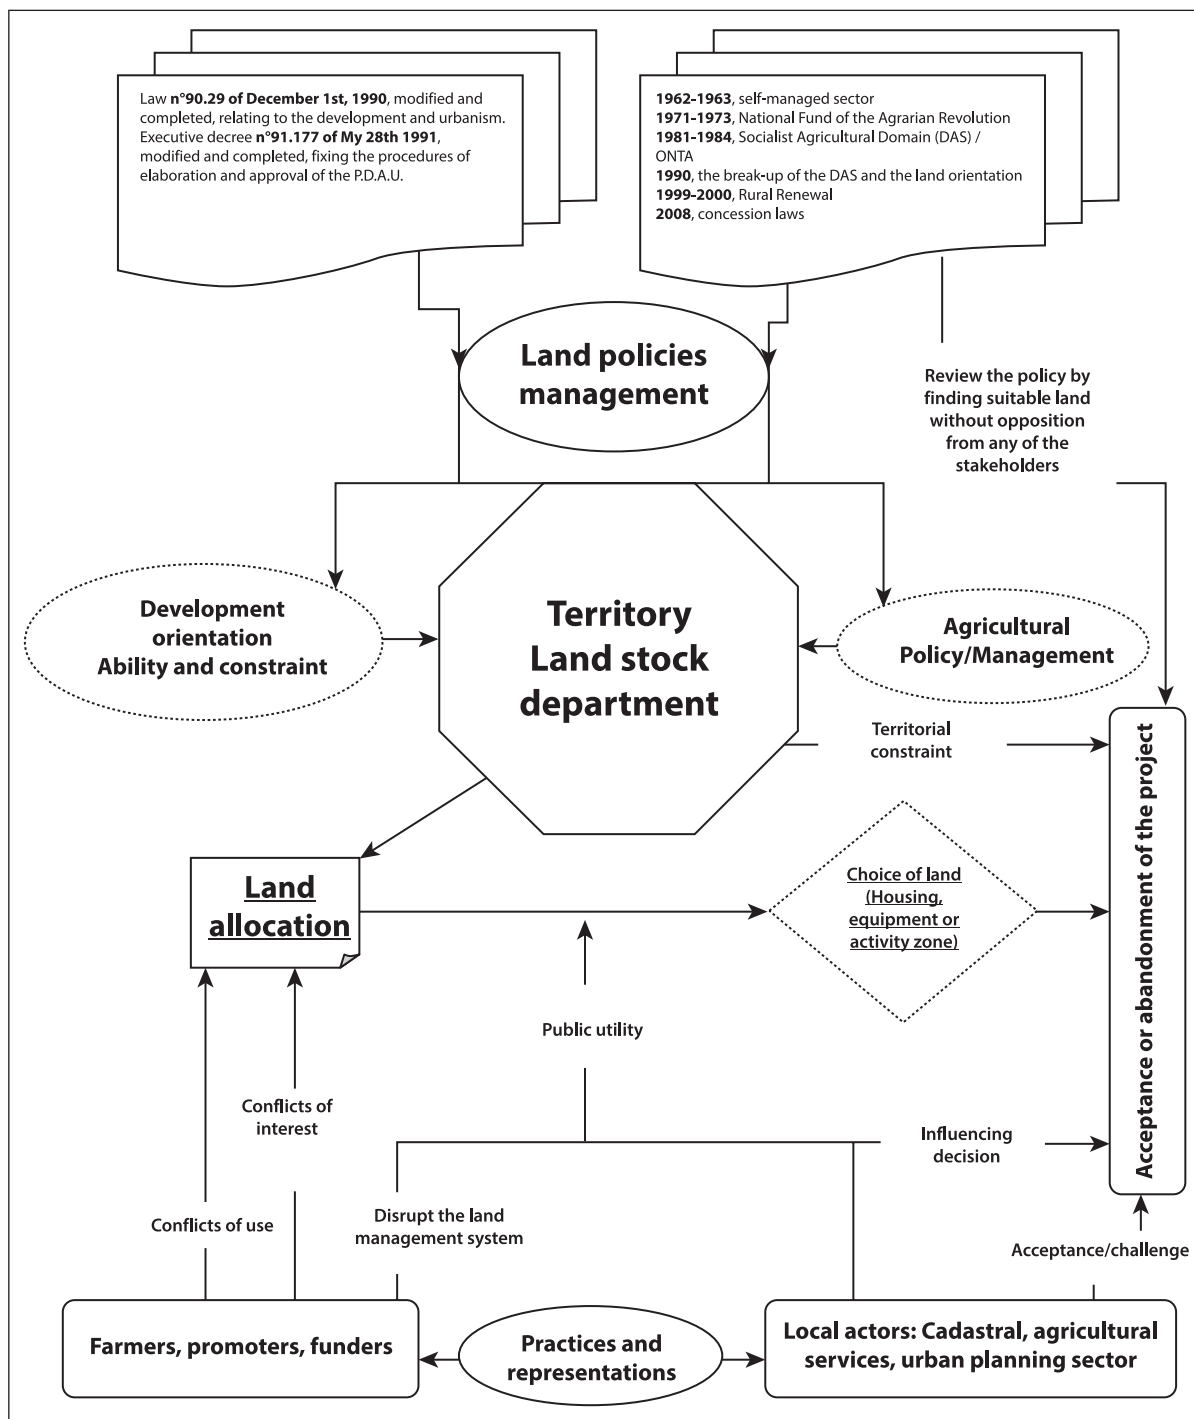 Law n°90.29 of December 1st, 1990, modified and
completed, relating to the development and urbanism.
Executive decree n°91.177 of My 28th 1991,
modified and completed, fixing the procedures of
elaboration and approval of the P.D.A.U.
1962-1963, self-managed sector
1971-1973, National Fund of the Agrarian Revolution
1981-1984, Socialist Agricultural Domain (DAS) /
ONTA
1990, the break-up of the DAS and the land orientation
1999-2000, Rural Renewal
2008, concession laws
Land policies
management
Review the policy by
finding suitable land
without opposition
from any of the
stakeholders
Development
orientation
Ability and constraint
Territory
Land stock
department
Agricultural
Policy/Management
Territorial
constraint
Acceptance or abandonment of the project
Land
allocation
Choice of land
(Housing,
equipment or
activity zone)
Public utility
Conflicts of
interest
Influencing
decision
Conflicts of use
Disrupt the land
management system
Acceptance/challenge
Farmers, promoters, funders
Practices and
representations
Local actors: Cadastral, agricultural
services, urban planning sector